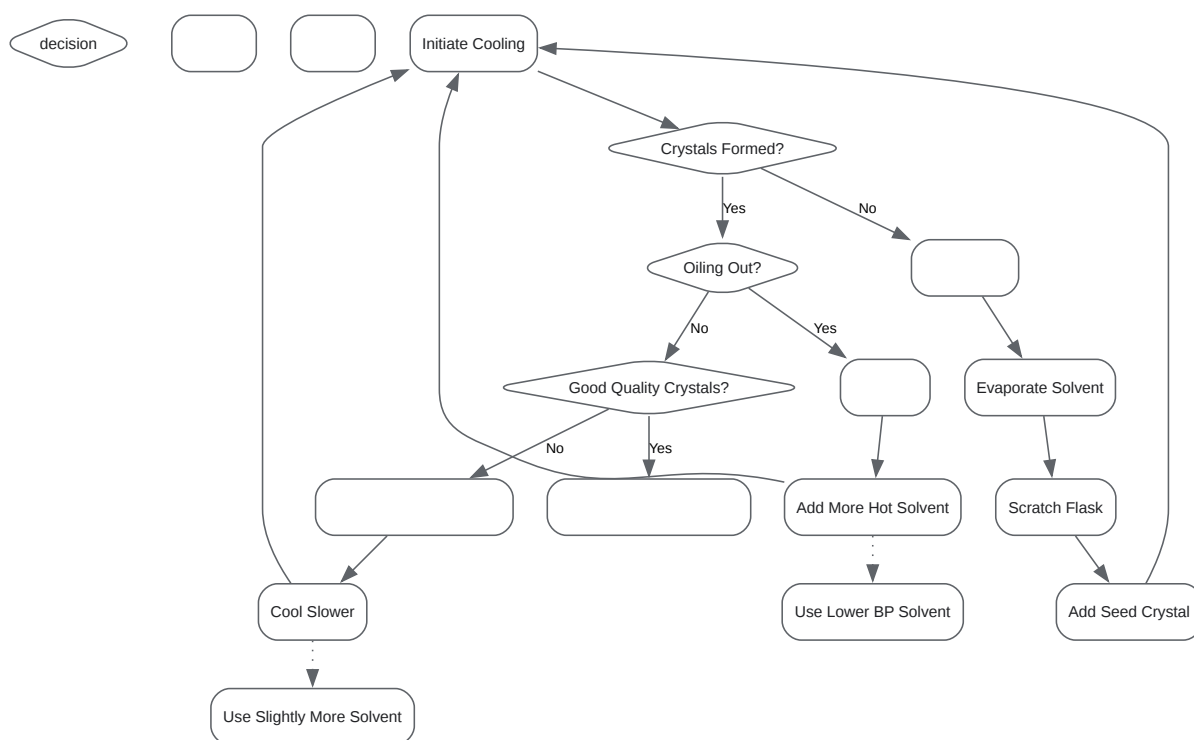 decision
Initiate Cooling
Crystals Formed?
Yes
No
Oiling Out?
No
Yes
Good Quality Crystals?
Evaporate Solvent
No
Yes
Add More Hot Solvent
Scratch Flask
Cool Slower
Use Lower BP Solvent
Add Seed Crystal
Use Slightly More Solvent